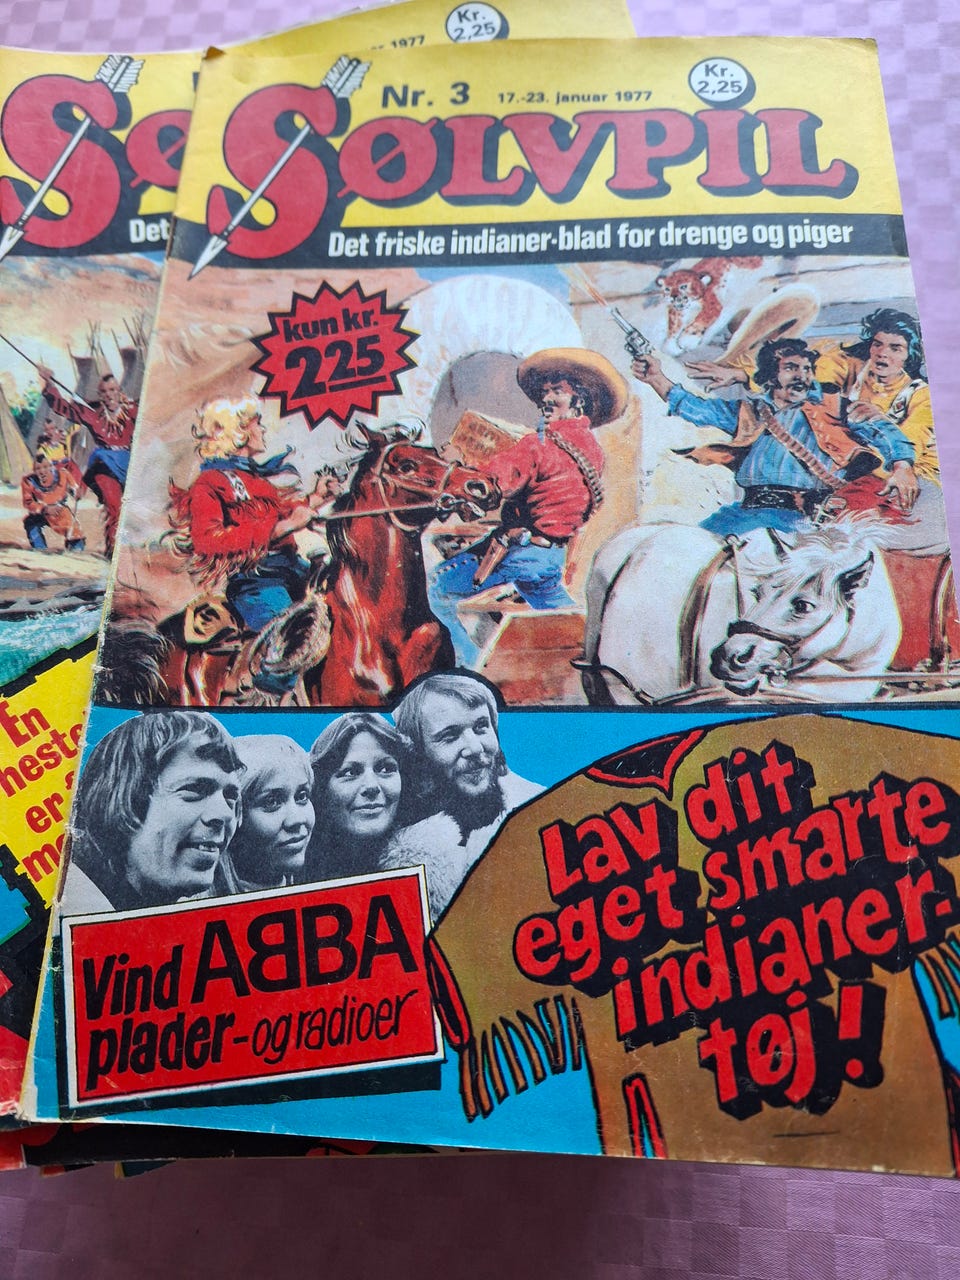 Kr.
2,25
1977
Nr. 3 17.-23. januar 1977
Kr.
2,25
SØLVPIL
Det friske indianer-blad for drenge og piger
kun kr.
225
Vind ABBA
plader-og radioer
Lav dit
eget smarte
indianer-
tøj!
SØ
Det
En
er